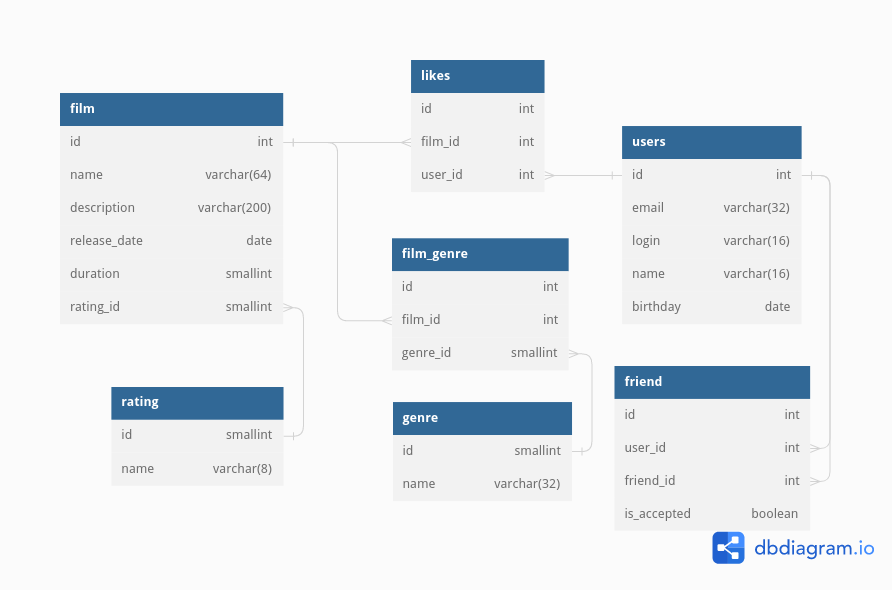 film
id int
name varchar(64)
description varchar(200)
release_date date
duration smallint
rating_id smallint
rating
id smallint
name varchar(8)
likes
id int
film_id int
user_id int
film_genre
id int
film_id int
genre_id smallint
genre
id smallint
name varchar(32)
users
id int
email varchar(32)
login varchar(16)
name varchar(16)
birthday date
friend
id int
user_id int
friend_id int
is_accepted boolean
dbdiagram.io